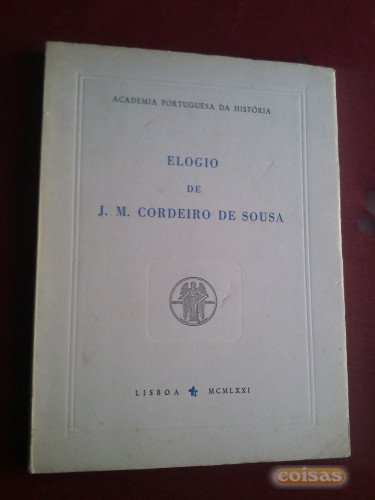 ACADEMIA PORTUGUESA DA HISTÓRIA
ELOGIO
DE
J. M. CORDEIRO DE SOUSA
LISBOA MCMLXXI
coisas